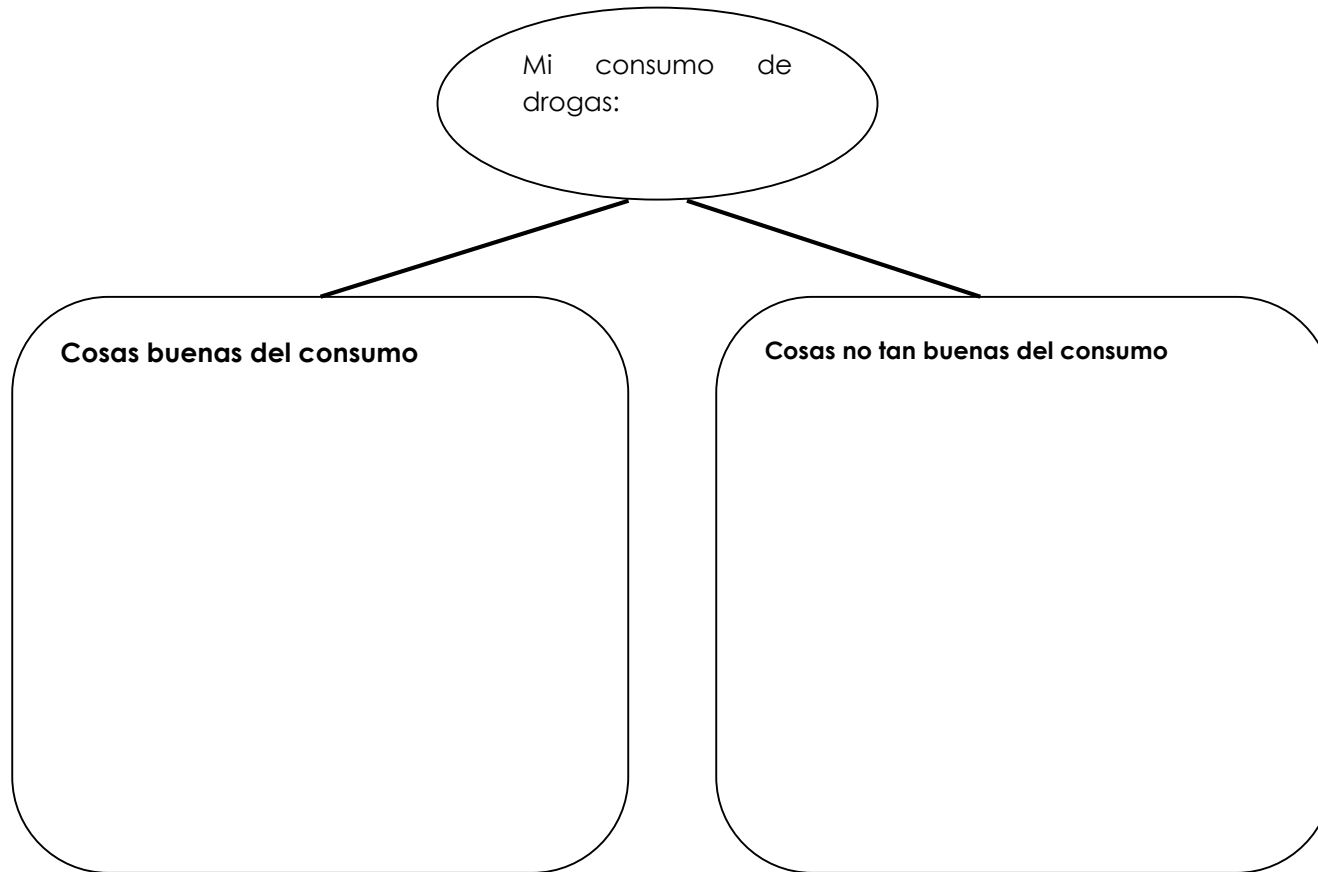 Mi consumo de
drogas:
Cosas buenas del consumo
Cosas no tan buenas del consumo